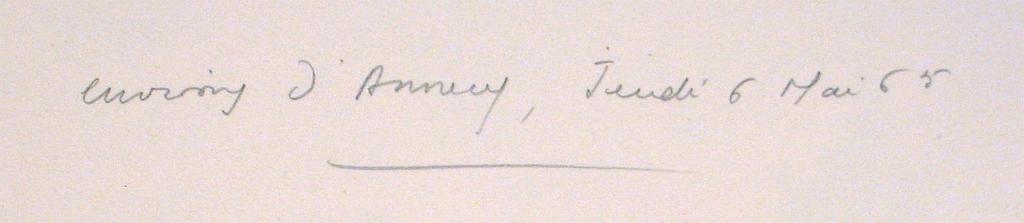 environs d'Annecy, Jeudi 6 Mai 65